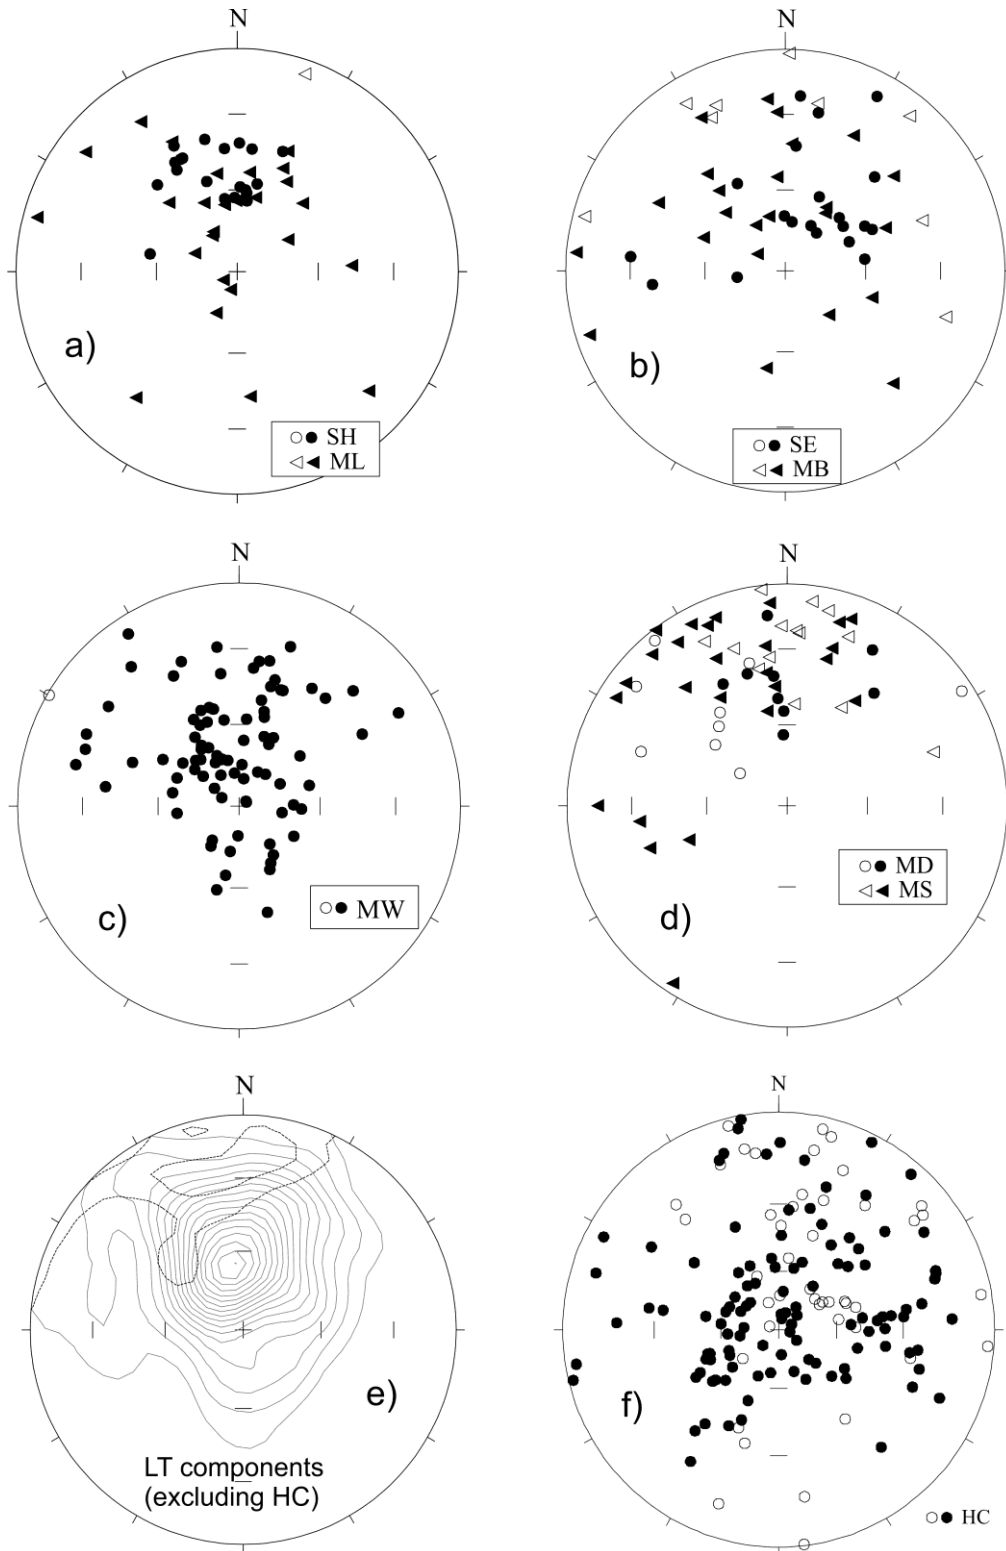 N
N
a)
SH
ML
b)
SE
MB
N
N
c)
MW
d)
MD
MS
N
N
e)
LT components
(excluding HC)
f)
HC